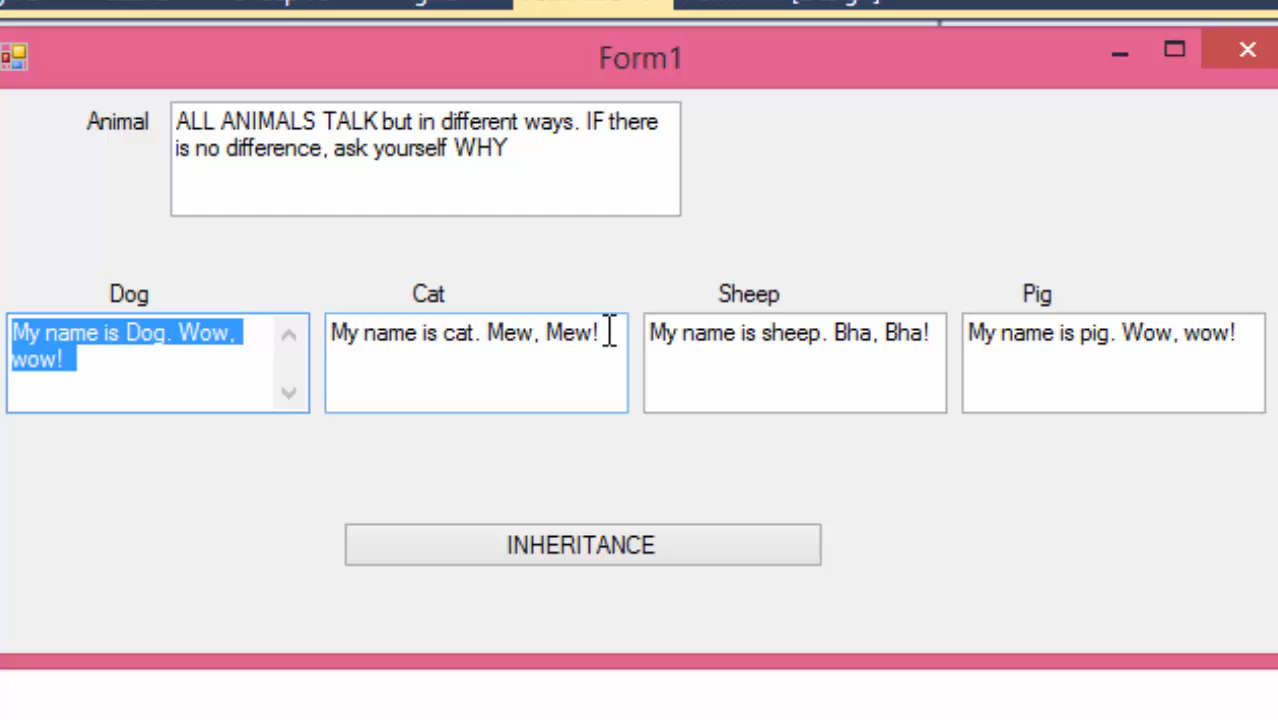 Form1
Animal
ALL ANIMALS TALK but in different ways. IF there
is no difference, ask yourself WHY
Dog
Cat
Sheep
Pig
My name is Dog. Wow,
wow!
My name is cat. Mew, Mew!
My name is sheep. Bha, Bha!
My name is pig. Wow, wow!
INHERITANCE